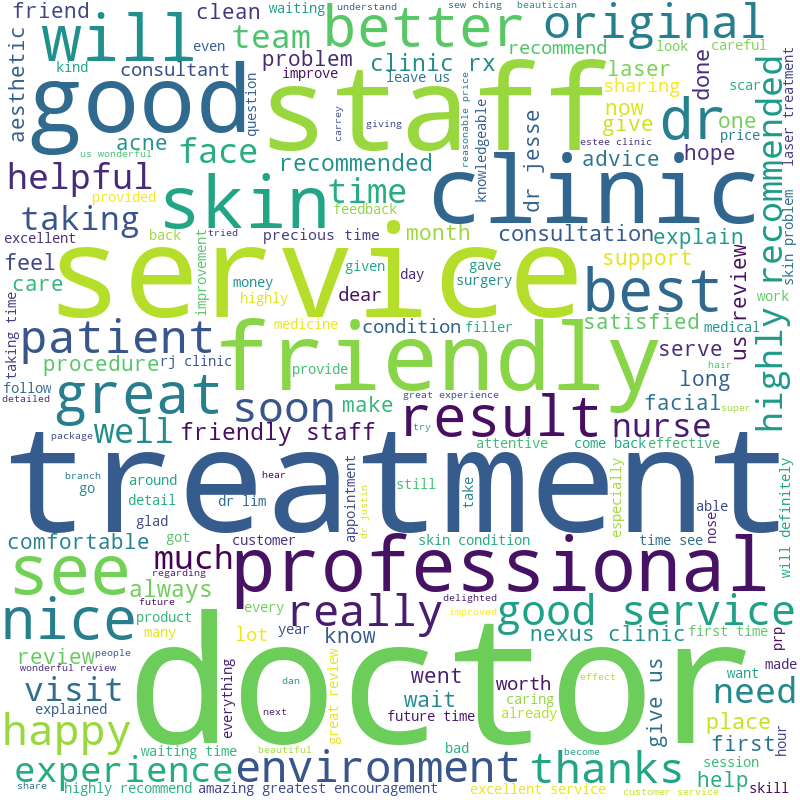 friend
clean
waiting
understand
sew ching
beautician
will
even
team
better
original
kind
consultant
problem
clinic rx
recommend
look
careful
aesthetic
good
question
improve
leave us
staff
laser
sharing
done
scar
laser treatment
acne
face
carrey
giving
reasonable price
knowledgeable
now
give
dr
one
price
us wonderful
helpful
recommended
dr jesse
estee clinic
advice
hope
highly recommended
provided
skin
time
clinic
taking
feedback
excellent
back
tried
precious time
month
consultation
explain
feel
improvement
service
given
day
gave
surgery
support
us review
skin problem
care
money
highly
dear
best
work
taking time
patient
medicine
condition
filler
satisfied
medical
procedure
rj clinic
friendly
serve
follow
provide
long
hair
detailed
great
soon
make
great experience
result
nurse
facial
super
well
friendly staff
try
package
attentive
come back
effective
branch
around
hear
treatment
go
detail
dr lim
still
take
especially
able
glad
appointment
dr justin
nose
comfortable
got
customer
skin condition
time see
will definitely
see
much
professional
regarding
always
future
every
really
delighted
improved
good service
nice
product
many
lot
year
know
nexus clinic
first time
prp
review
people
wonderful review
doctor
went
worth
want
made
visit
everything
dan
great review
caring
effect
give us
need
explained
next
wait
future time
already
place
happy
waiting time
beautiful
bad
become
first
hour
experience
environment
thanks
session
help
share
highly recommend
amazing greatest encouragement
excellent service
customer service
skill